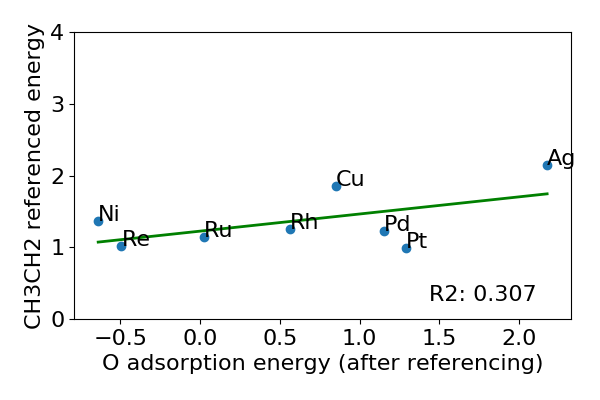 4
3
2
1
0
CH3CH2 referenced energy
Ni
Re
Ru
Rh
Cu
Pd
Pt
Ag
R2: 0.307
−0.5 0.0 0.5 1.0 1.5 2.0
O adsorption energy (after referencing)